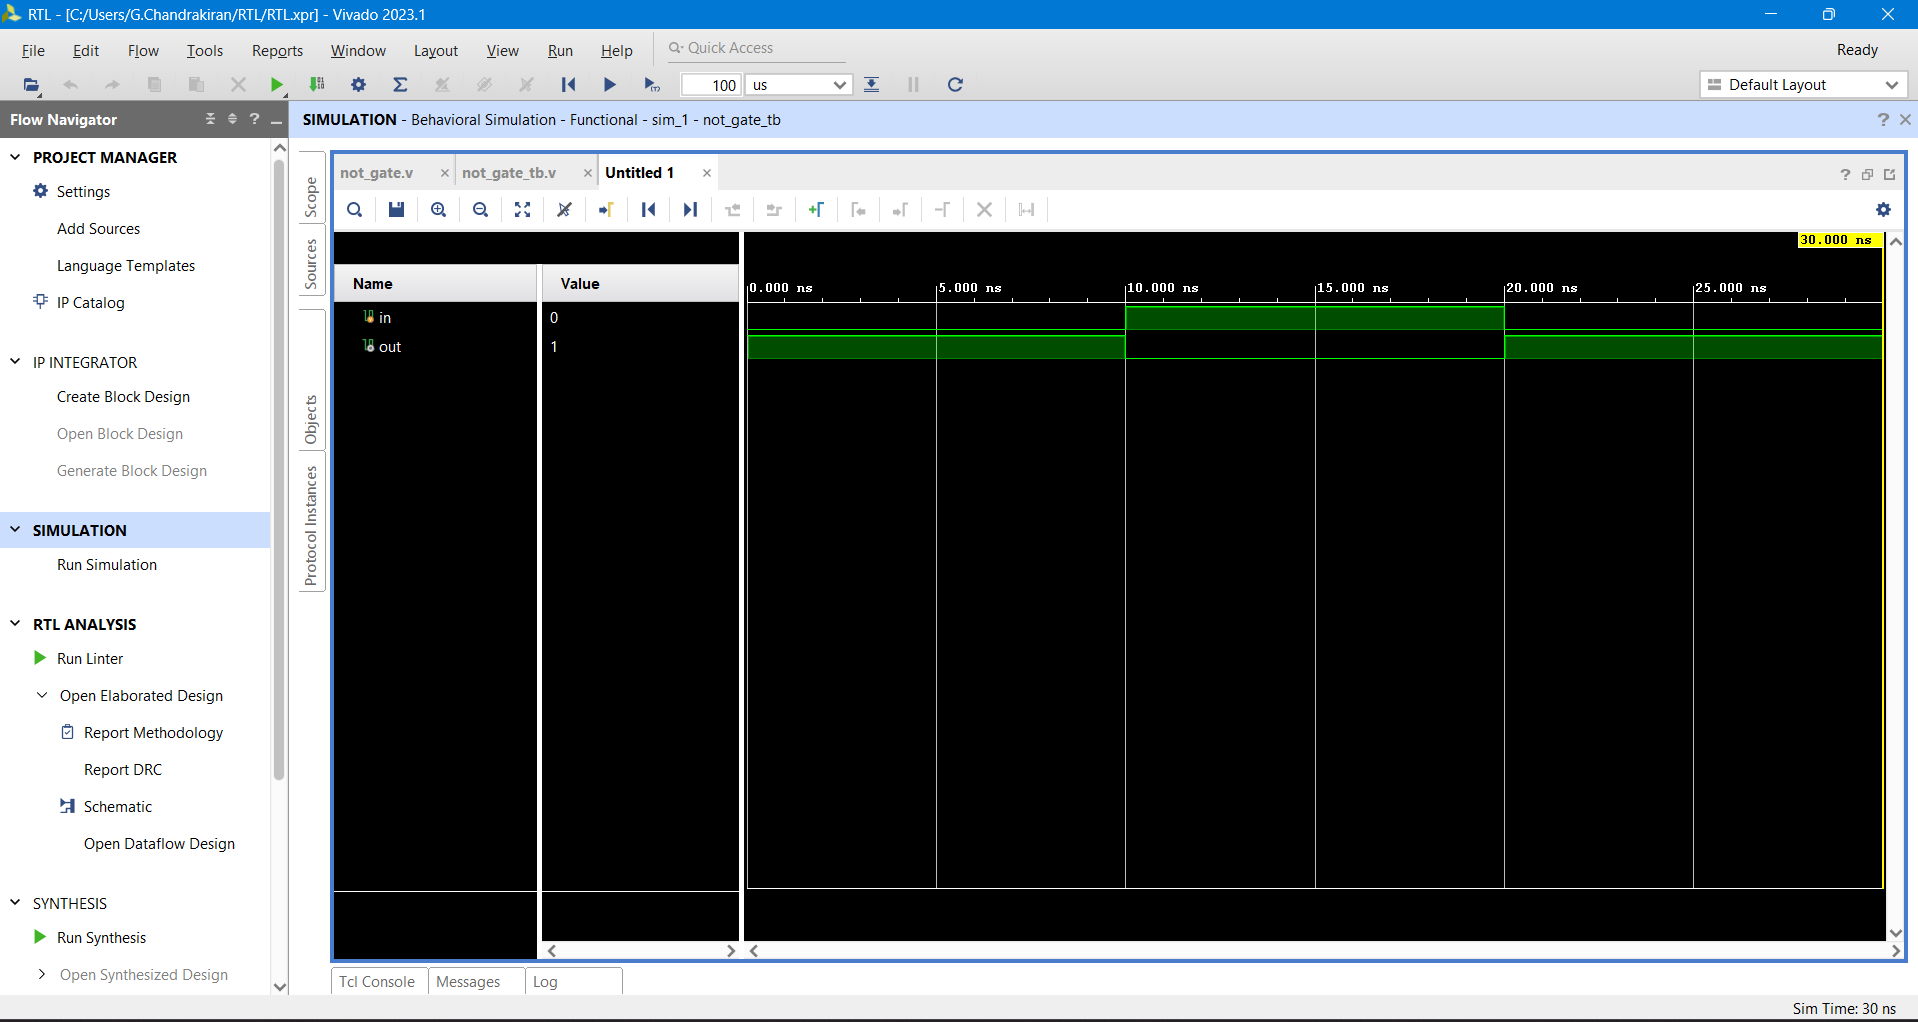 RTL - [C:/Users/G.Chandrakiran/RTL/RTL.xpr] - Vivado 2023.1
File Edit Flow Tools Reports Window Layout View Run Help Quick Access Ready
100 us Default Layout
Flow Navigator
PROJECT MANAGER
Settings
Add Sources
Language Templates
IP Catalog
IP INTEGRATOR
Create Block Design
Open Block Design
Generate Block Design
SIMULATION
Run Simulation
RTL ANALYSIS
Run Linter
Open Elaborated Design
Report Methodology
Report DRC
Schematic
Open Dataflow Design
SYNTHESIS
Run Synthesis
Open Synthesized Design
SIMULATION - Behavioral Simulation - Functional - sim_1 - not_gate_tb
Scope
Sources
Objects
Protocol Instances
not_gate.v not_gate_tb.v Untitled 1
30.000 ns
Name Value
0.000 ns 5.000 ns 10.000 ns 15.000 ns 20.000 ns 25.000 ns
in 0
out 1
Tcl Console Messages Log
Sim Time: 30 ns